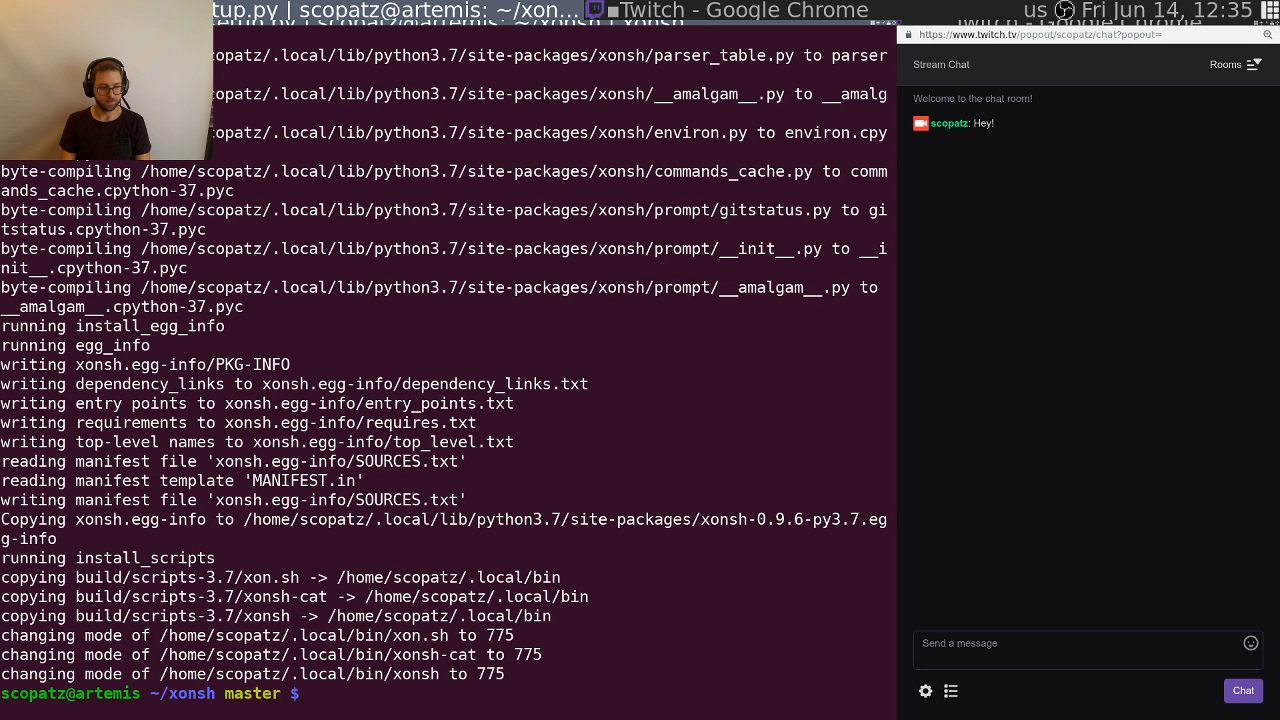 tup.py | scopatz@artemis: ~/xon...
Twitch - Google Chrome
us
Fri Jun 14, 12:35
copatz/.local/lib/python3.7/site-packages/xonsh/parser_table.py to parser
copatz/.local/lib/python3.7/site-packages/xonsh/__amalgam__.py to __amalg
copatz/.local/lib/python3.7/site-packages/xonsh/environ.py to environ.cpy
byte-compiling /home/scopatz/.local/lib/python3.7/site-packages/xonsh/commands_cache.py to comm
ands_cache.cpython-37.pyc
byte-compiling /home/scopatz/.local/lib/python3.7/site-packages/xonsh/prompt/gitstatus.py to gi
tstatus.cpython-37.pyc
byte-compiling /home/scopatz/.local/lib/python3.7/site-packages/xonsh/prompt/__init__.py to __i
nit__.cpython-37.pyc
byte-compiling /home/scopatz/.local/lib/python3.7/site-packages/xonsh/prompt/__amalgam__.py to
__amalgam__.cpython-37.pyc
running install_egg_info
running egg_info
writing xonsh.egg-info/PKG-INFO
writing dependency_links to xonsh.egg-info/dependency_links.txt
writing entry points to xonsh.egg-info/entry_points.txt
writing requirements to xonsh.egg-info/requires.txt
writing top-level names to xonsh.egg-info/top_level.txt
reading manifest file 'xonsh.egg-info/SOURCES.txt'
reading manifest template 'MANIFEST.in'
writing manifest file 'xonsh.egg-info/SOURCES.txt'
Copying xonsh.egg-info to /home/scopatz/.local/lib/python3.7/site-packages/xonsh-0.9.6-py3.7.eg
g-info
running install_scripts
copying build/scripts-3.7/xon.sh -> /home/scopatz/.local/bin
copying build/scripts-3.7/xonsh-cat -> /home/scopatz/.local/bin
copying build/scripts-3.7/xonsh -> /home/scopatz/.local/bin
changing mode of /home/scopatz/.local/bin/xon.sh to 775
changing mode of /home/scopatz/.local/bin/xonsh-cat to 775
changing mode of /home/scopatz/.local/bin/xonsh to 775
scopatz@artemis ~/xonsh master $
https://www.twitch.tv/popout/scopatz/chat?popout=
Stream Chat
Rooms
Welcome to the chat room!
scopatz: Hey!
Send a message
Chat